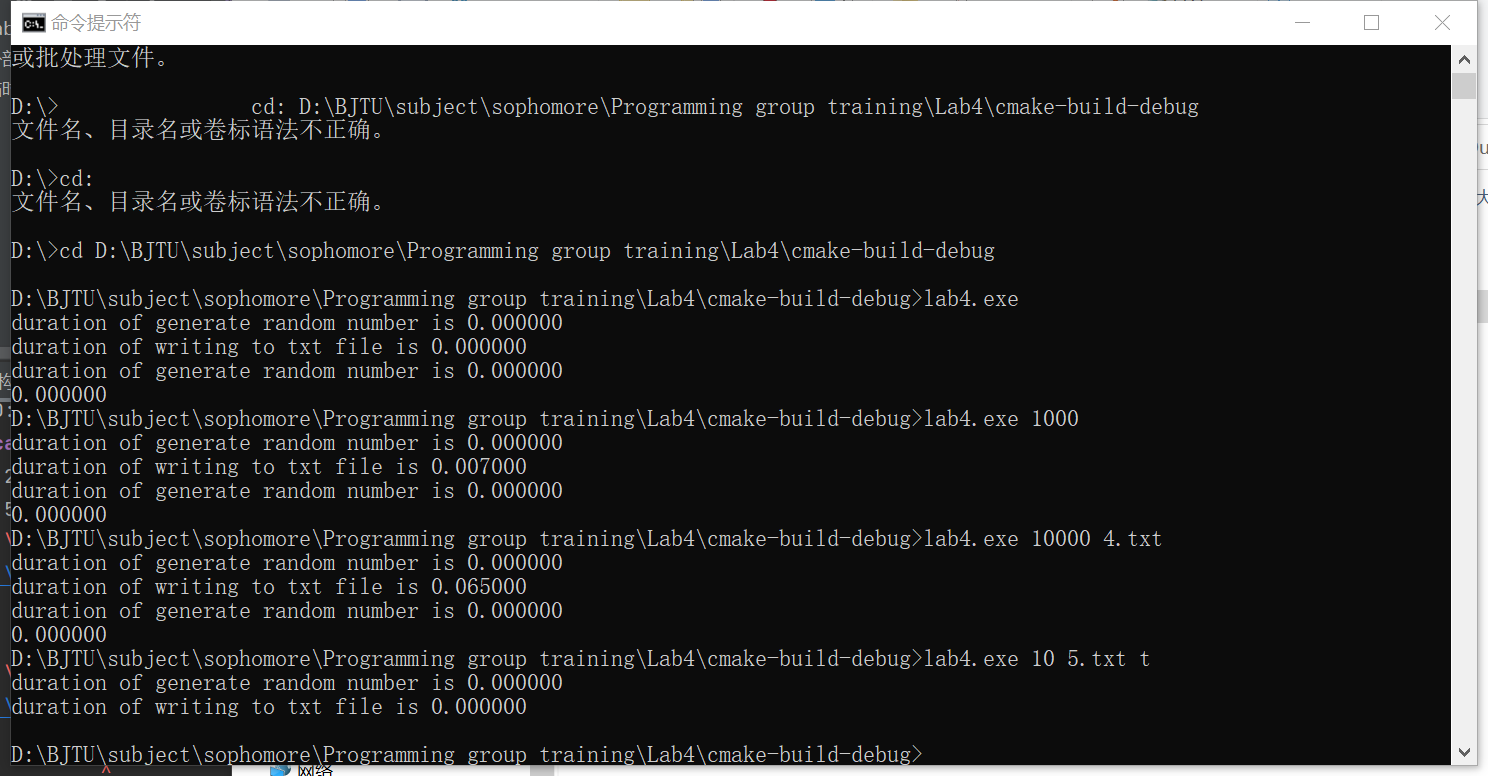 命令提示符
或批处理文件。
D:\>                cd: D:\BJTU\subject\sophomore\Programming group training\Lab4\cmake-build-debug
文件名、目录名或卷标语法不正确。
D:\>cd:
文件名、目录名或卷标语法不正确。
D:\>cd D:\BJTU\subject\sophomore\Programming group training\Lab4\cmake-build-debug
D:\BJTU\subject\sophomore\Programming group training\Lab4\cmake-build-debug>lab4.exe
duration of generate random number is 0.000000
duration of writing to txt file is 0.000000
duration of generate random number is 0.000000
0.000000
D:\BJTU\subject\sophomore\Programming group training\Lab4\cmake-build-debug>lab4.exe 1000
duration of generate random number is 0.000000
duration of writing to txt file is 0.007000
duration of generate random number is 0.000000
0.000000
D:\BJTU\subject\sophomore\Programming group training\Lab4\cmake-build-debug>lab4.exe 10000 4.txt
duration of generate random number is 0.000000
duration of writing to txt file is 0.065000
duration of generate random number is 0.000000
0.000000
D:\BJTU\subject\sophomore\Programming group training\Lab4\cmake-build-debug>lab4.exe 10 5.txt t
duration of generate random number is 0.000000
duration of writing to txt file is 0.000000
D:\BJTU\subject\sophomore\Programming group training\Lab4\cmake-build-debug>
网络